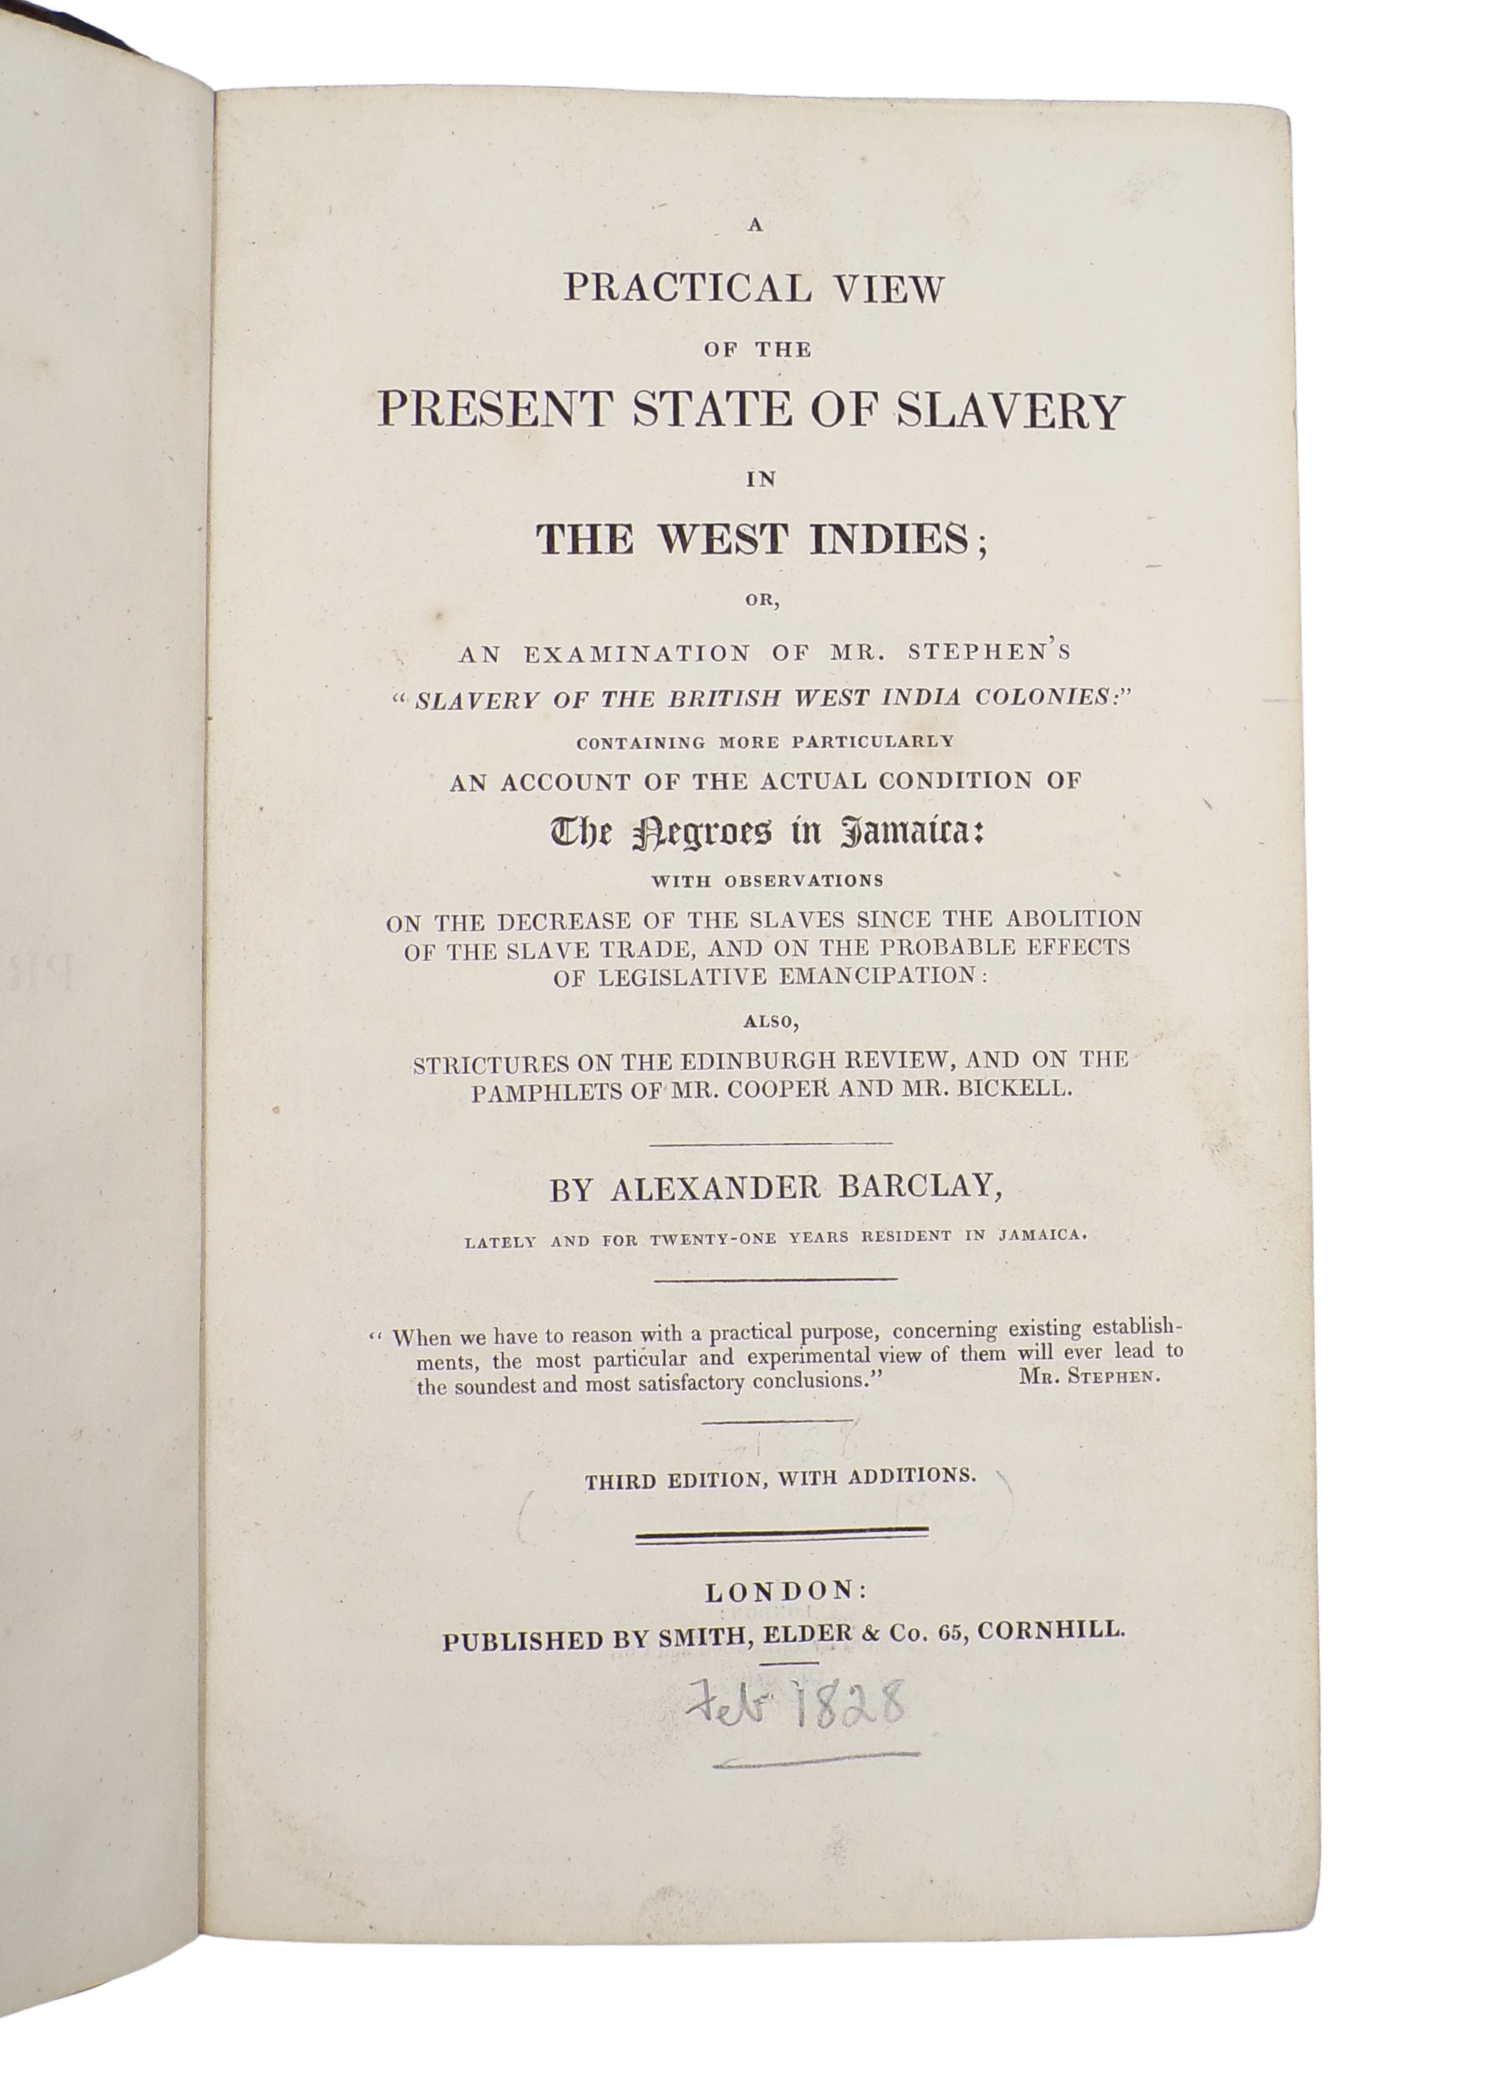 A
PRACTICAL VIEW
OF THE
PRESENT STATE OF SLAVERY
IN
THE WEST INDIES;
OR,
AN EXAMINATION OF MR. STEPHEN'S
“SLAVERY OF THE BRITISH WEST INDIA COLONIES:”
CONTAINING MORE PARTICULARLY
AN ACCOUNT OF THE ACTUAL CONDITION OF
The Negroes in Jamaica:
WITH OBSERVATIONS
ON THE DECREASE OF THE SLAVES SINCE THE ABOLITION
OF THE SLAVE TRADE, AND ON THE PROBABLE EFFECTS
OF LEGISLATIVE EMANCIPATION:
ALSO,
STRICTURES ON THE EDINBURGH REVIEW, AND ON THE
PAMPHLETS OF MR. COOPER AND MR. BICKELL.
BY ALEXANDER BARCLAY,
LATELY AND FOR TWENTY-ONE YEARS RESIDENT IN JAMAICA.
“When we have to reason with a practical purpose, concerning existing establish-
ments, the most particular and experimental view of them will ever lead to
the soundest and most satisfactory conclusions.” MR. STEPHEN.
THIRD EDITION, WITH ADDITIONS.
LONDON:
PUBLISHED BY SMITH, ELDER & Co. 65, CORNHILL.
Feb 1828